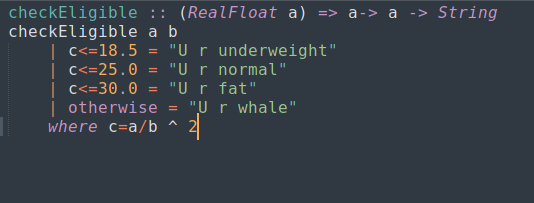 checkEligible :: (RealFloat a) => a-> a -> String
checkEligible a b
    | c<=18.5 = "U r underweight"
    | c<=25.0 = "U r normal"
    | c<=30.0 = "U r fat"
    | otherwise = "U r whale"
    where c=a/b ^ 2